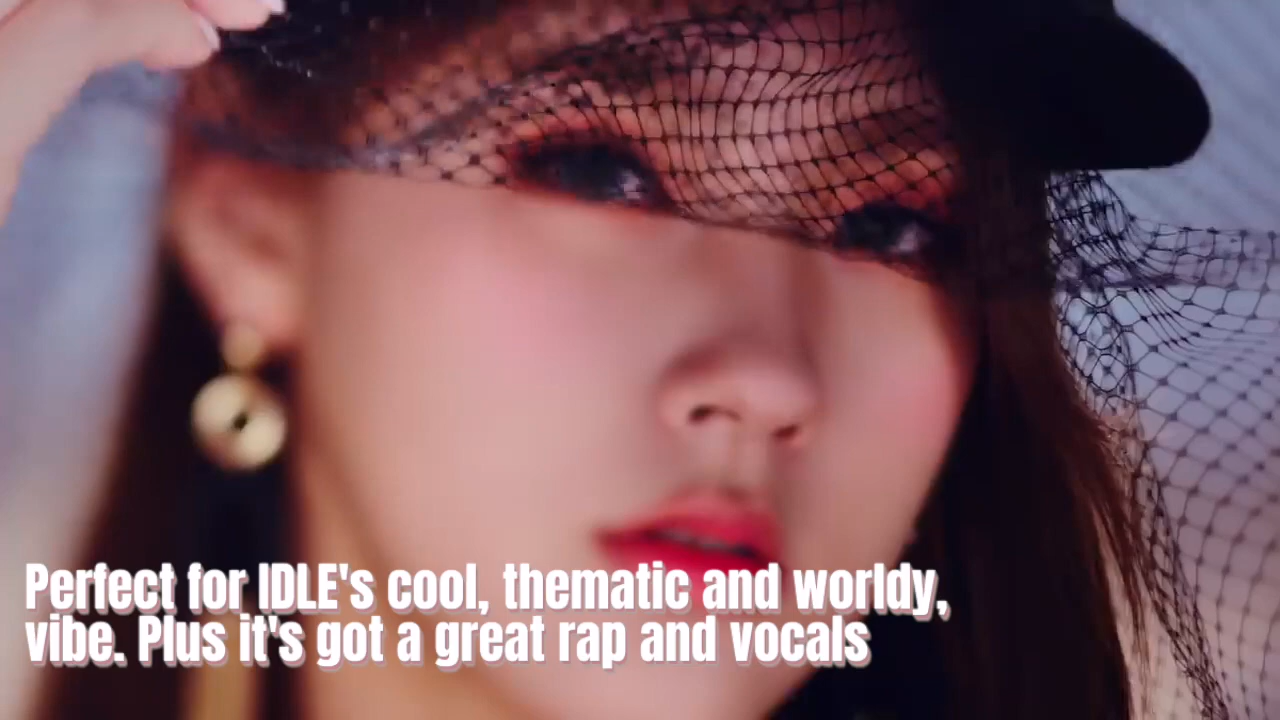 Perfect for IDLE's cool, thematic and worldy,
vibe. Plus it's got a great rap and vocals